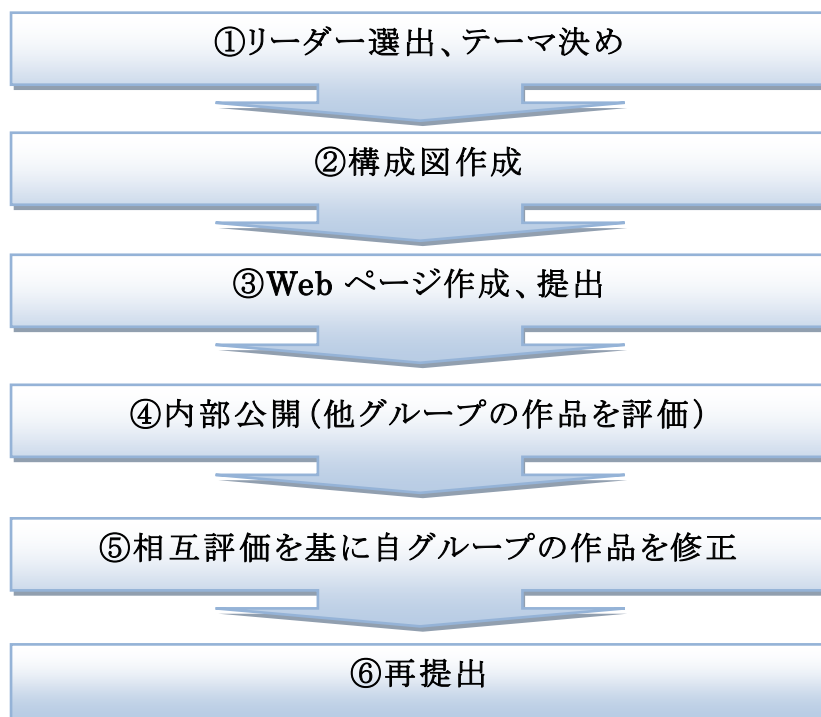 ①リーダー選出、テーマ決め
②構成図作成
③Web ページ作成、提出
④内部公開（他グループの作品を評価）
⑤相互評価を基に自グループの作品を修正
⑥再提出